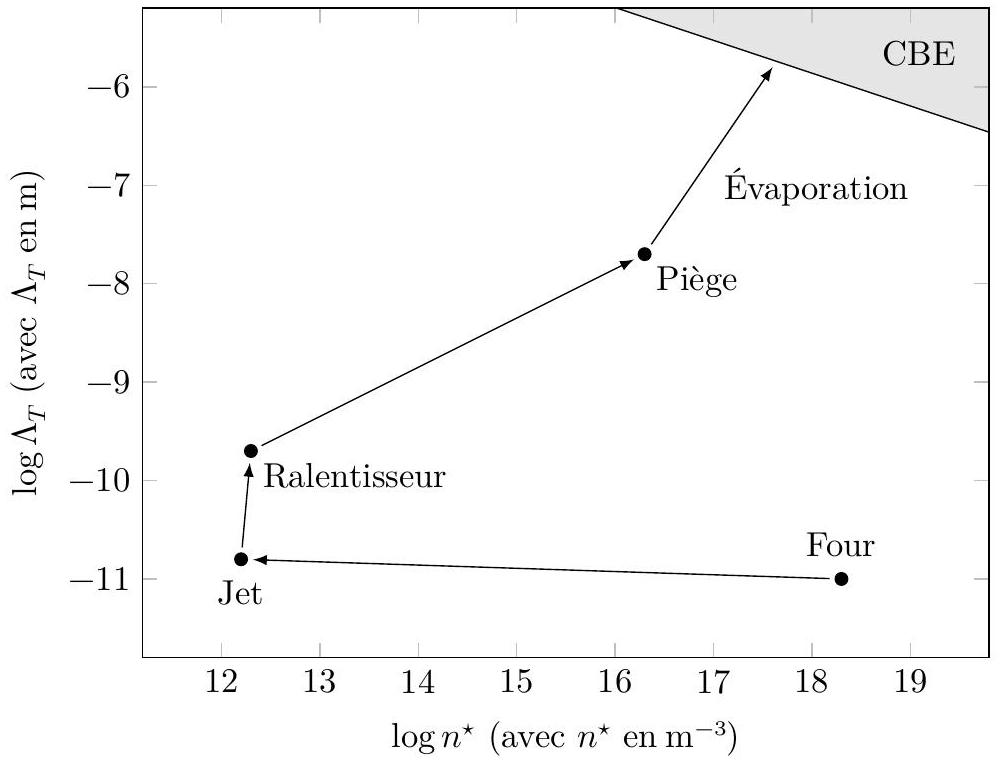 CBE
−6
Évaporation
−7
Piège
−8
−9
Ralentisseur
−10
Four
−11
Jet
12 13 14 15 16 17 18 19
log n⋆ (avec n⋆ en m⁻³)
log Λ_T (avec Λ_T en m)